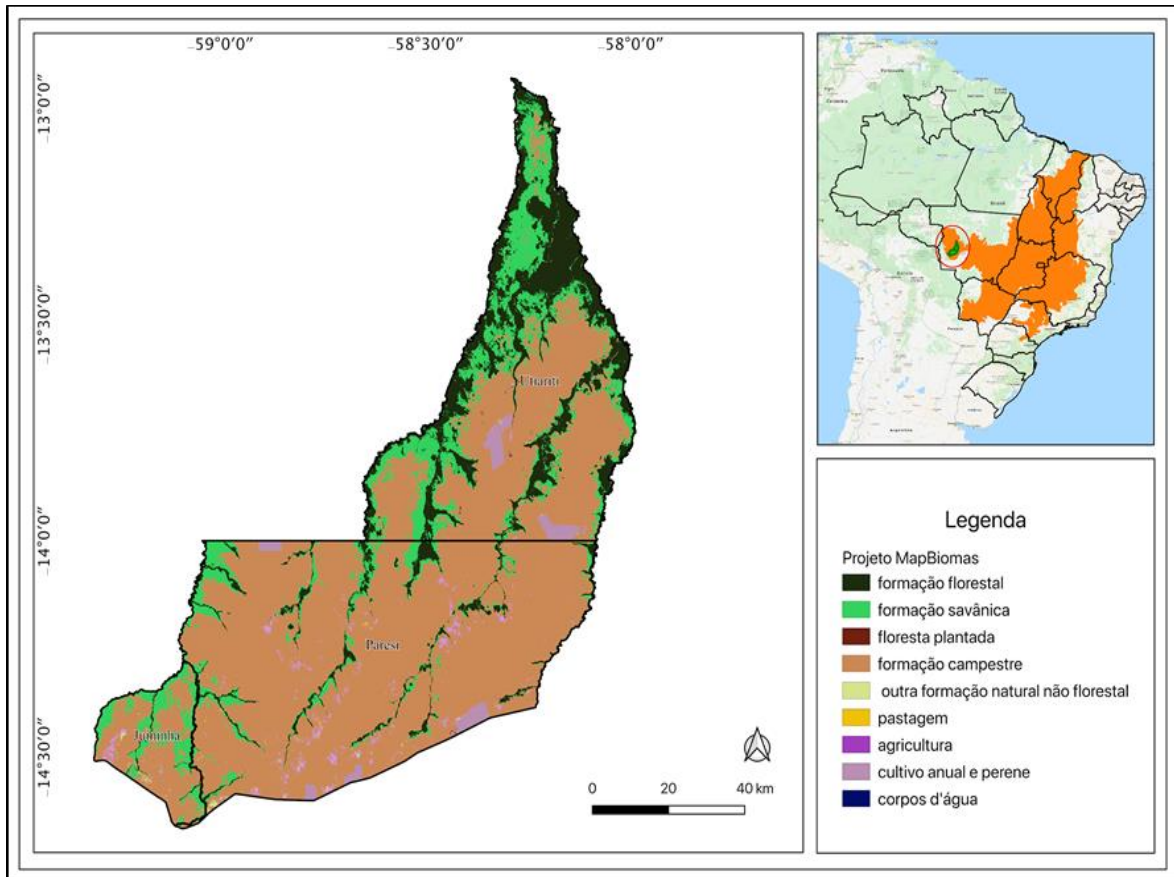 −59°0'0"
−58°30'0"
−58°0'0"
−13°0'0"
−13°30'0"
−14°0'0"
−14°30'0"
Utiariti
Paresi
Juininha
0
20
40 km
Brasil
Legenda
Projeto MapBiomas
formação florestal
formação savânica
floresta plantada
formação campestre
outra formação natural não florestal
pastagem
agricultura
cultivo anual e perene
corpos d'água